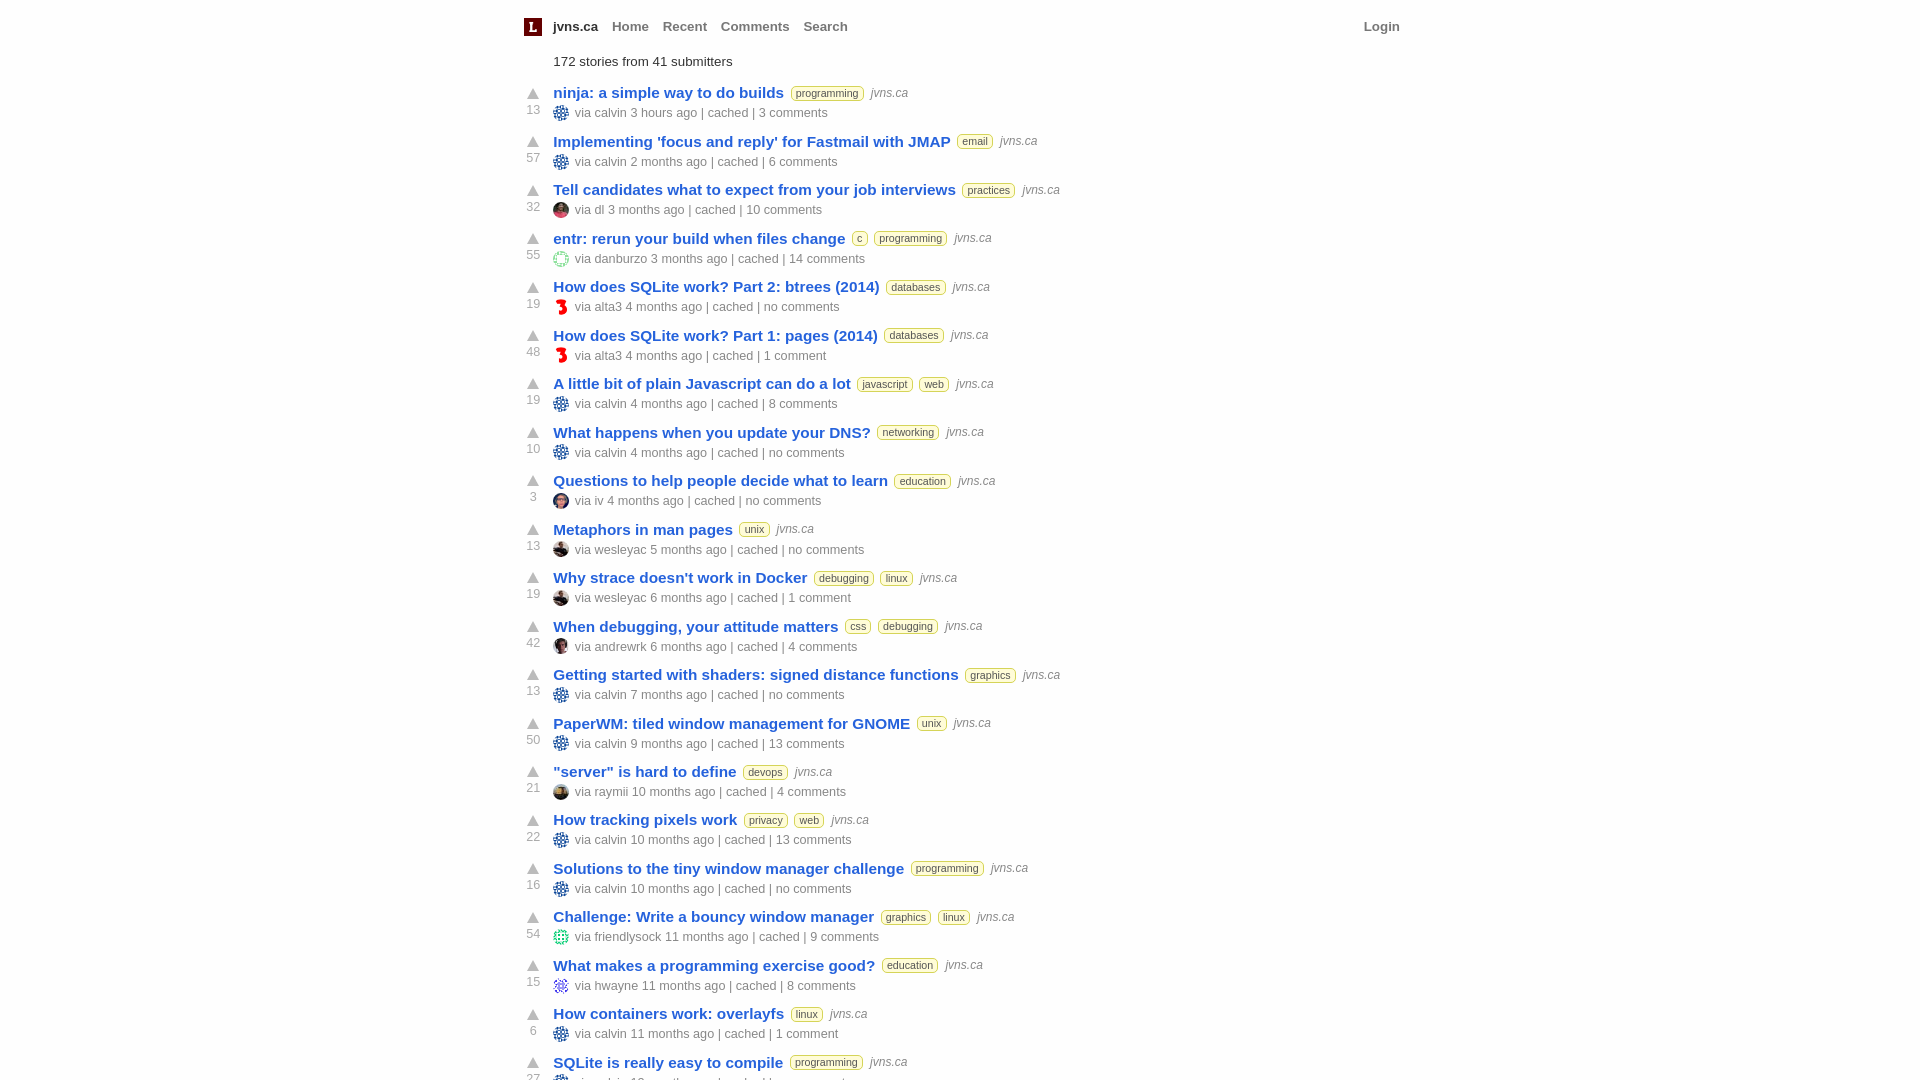 L jvns.ca Home Recent Comments Search Login
172 stories from 41 submitters
ninja: a simple way to do builds programming jvns.ca
13 via calvin 3 hours ago | cached | 3 comments
Implementing 'focus and reply' for Fastmail with JMAP email jvns.ca
57 via calvin 2 months ago | cached | 6 comments
Tell candidates what to expect from your job interviews practices jvns.ca
32 via dl 3 months ago | cached | 10 comments
entr: rerun your build when files change c programming jvns.ca
55 via danburzo 3 months ago | cached | 14 comments
How does SQLite work? Part 2: btrees (2014) databases jvns.ca
19 via alta3 4 months ago | cached | no comments
How does SQLite work? Part 1: pages (2014) databases jvns.ca
48 via alta3 4 months ago | cached | 1 comment
A little bit of plain Javascript can do a lot javascript web jvns.ca
19 via calvin 4 months ago | cached | 8 comments
What happens when you update your DNS? networking jvns.ca
10 via calvin 4 months ago | cached | no comments
Questions to help people decide what to learn education jvns.ca
3 via iv 4 months ago | cached | no comments
Metaphors in man pages unix jvns.ca
13 via wesleyac 5 months ago | cached | no comments
Why strace doesn't work in Docker debugging linux jvns.ca
19 via wesleyac 6 months ago | cached | 1 comment
When debugging, your attitude matters css debugging jvns.ca
42 via andrewrk 6 months ago | cached | 4 comments
Getting started with shaders: signed distance functions graphics jvns.ca
13 via calvin 7 months ago | cached | no comments
PaperWM: tiled window management for GNOME unix jvns.ca
50 via calvin 9 months ago | cached | 13 comments
"server" is hard to define devops jvns.ca
21 via raymii 10 months ago | cached | 4 comments
How tracking pixels work privacy web jvns.ca
22 via calvin 10 months ago | cached | 13 comments
Solutions to the tiny window manager challenge programming jvns.ca
16 via calvin 10 months ago | cached | no comments
Challenge: Write a bouncy window manager graphics linux jvns.ca
54 via friendlysock 11 months ago | cached | 9 comments
What makes a programming exercise good? education jvns.ca
15 via hwayne 11 months ago | cached | 8 comments
How containers work: overlayfs linux jvns.ca
6 via calvin 11 months ago | cached | 1 comment
SQLite is really easy to compile programming jvns.ca
27